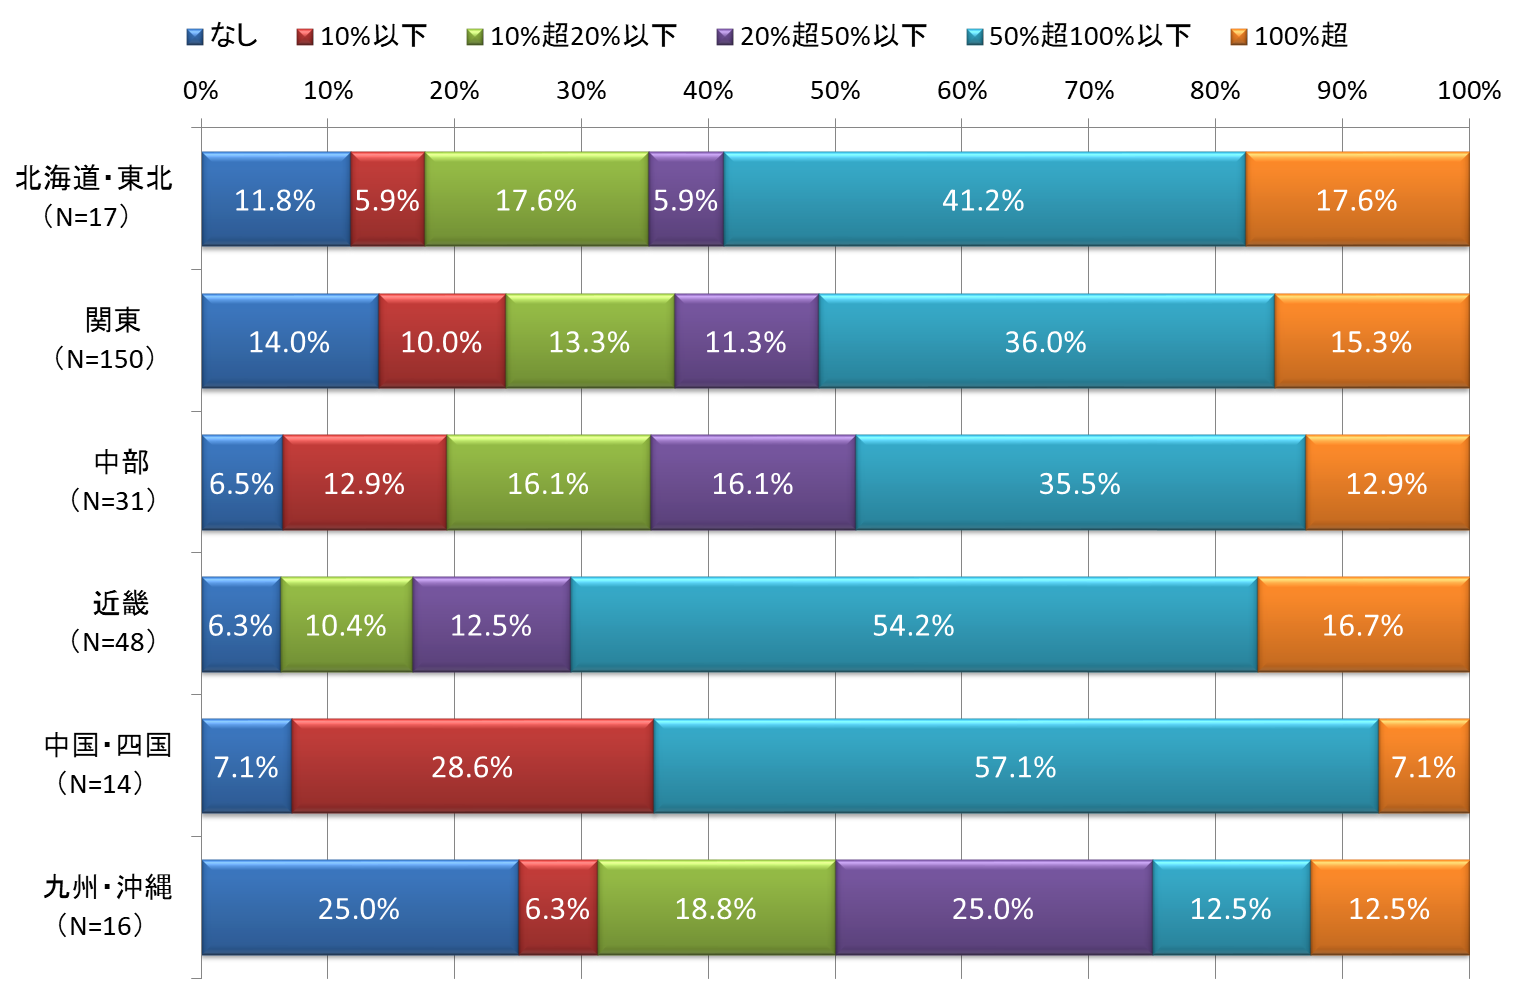 なし 10%以下 10%超20%以下 20%超50%以下 50%超100%以下 100%超
0% 10% 20% 30% 40% 50% 60% 70% 80% 90% 100%
北海道・東北
（N=17）
11.8% 5.9% 17.6% 5.9% 41.2% 17.6%
関東
（N=150）
14.0% 10.0% 13.3% 11.3% 36.0% 15.3%
中部
（N=31）
6.5% 12.9% 16.1% 16.1% 35.5% 12.9%
近畿
（N=48）
6.3% 10.4% 12.5% 54.2% 16.7%
中国・四国
（N=14）
7.1% 28.6% 57.1% 7.1%
九州・沖縄
（N=16）
25.0% 6.3% 18.8% 25.0% 12.5% 12.5%